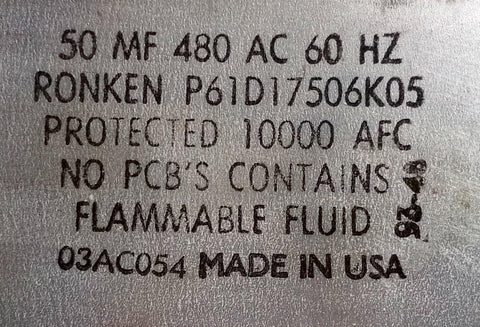 50 MF 480 AC 60 HZ
RONKEN P61D17506K05
PROTECTED 10000 AFC
NO PCB'S CONTAINS
FLAMMABLE FLUID
03AC054 MADE IN USA